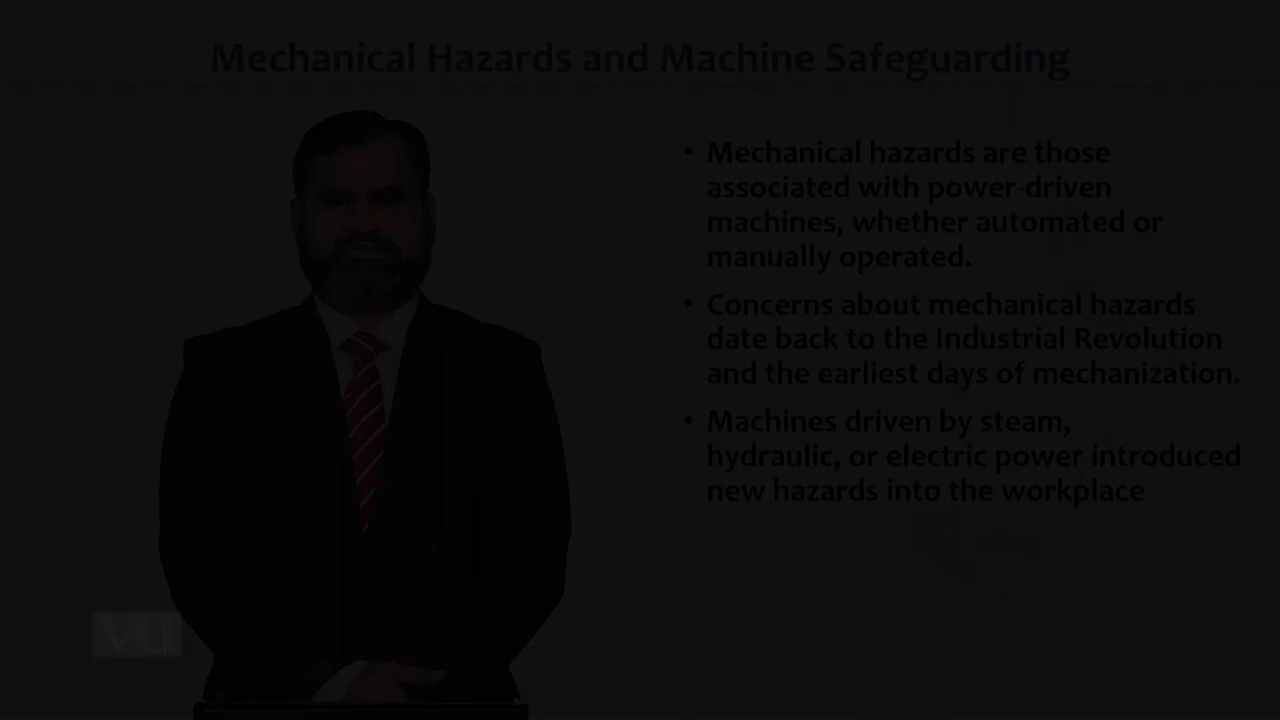 Mechanical Hazards and Machine Safeguarding
• Mechanical hazards are those
associated with power-driven
machines, whether automated or
manually operated.
• Concerns about mechanical hazards
date back to the Industrial Revolution
and the earliest days of mechanization.
• Machines driven by steam,
hydraulic, or electric power introduced
new hazards into the workplace
VU